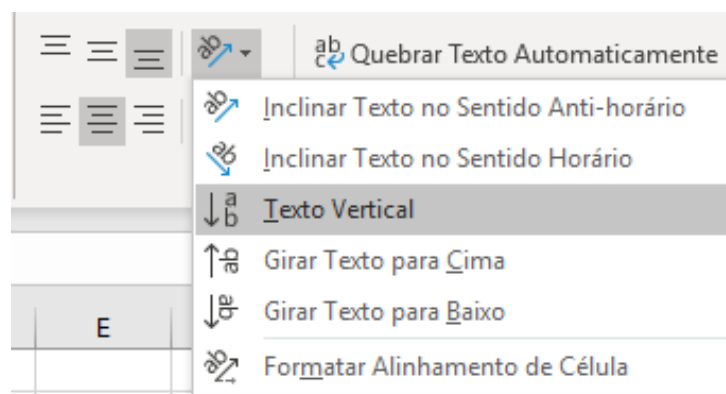 Quebrar Texto Automaticamente
Inclinar Texto no Sentido Anti-horário
Inclinar Texto no Sentido Horário
Texto Vertical
Girar Texto para Cima
Girar Texto para Baixo
E
Formatar Alinhamento de Célula